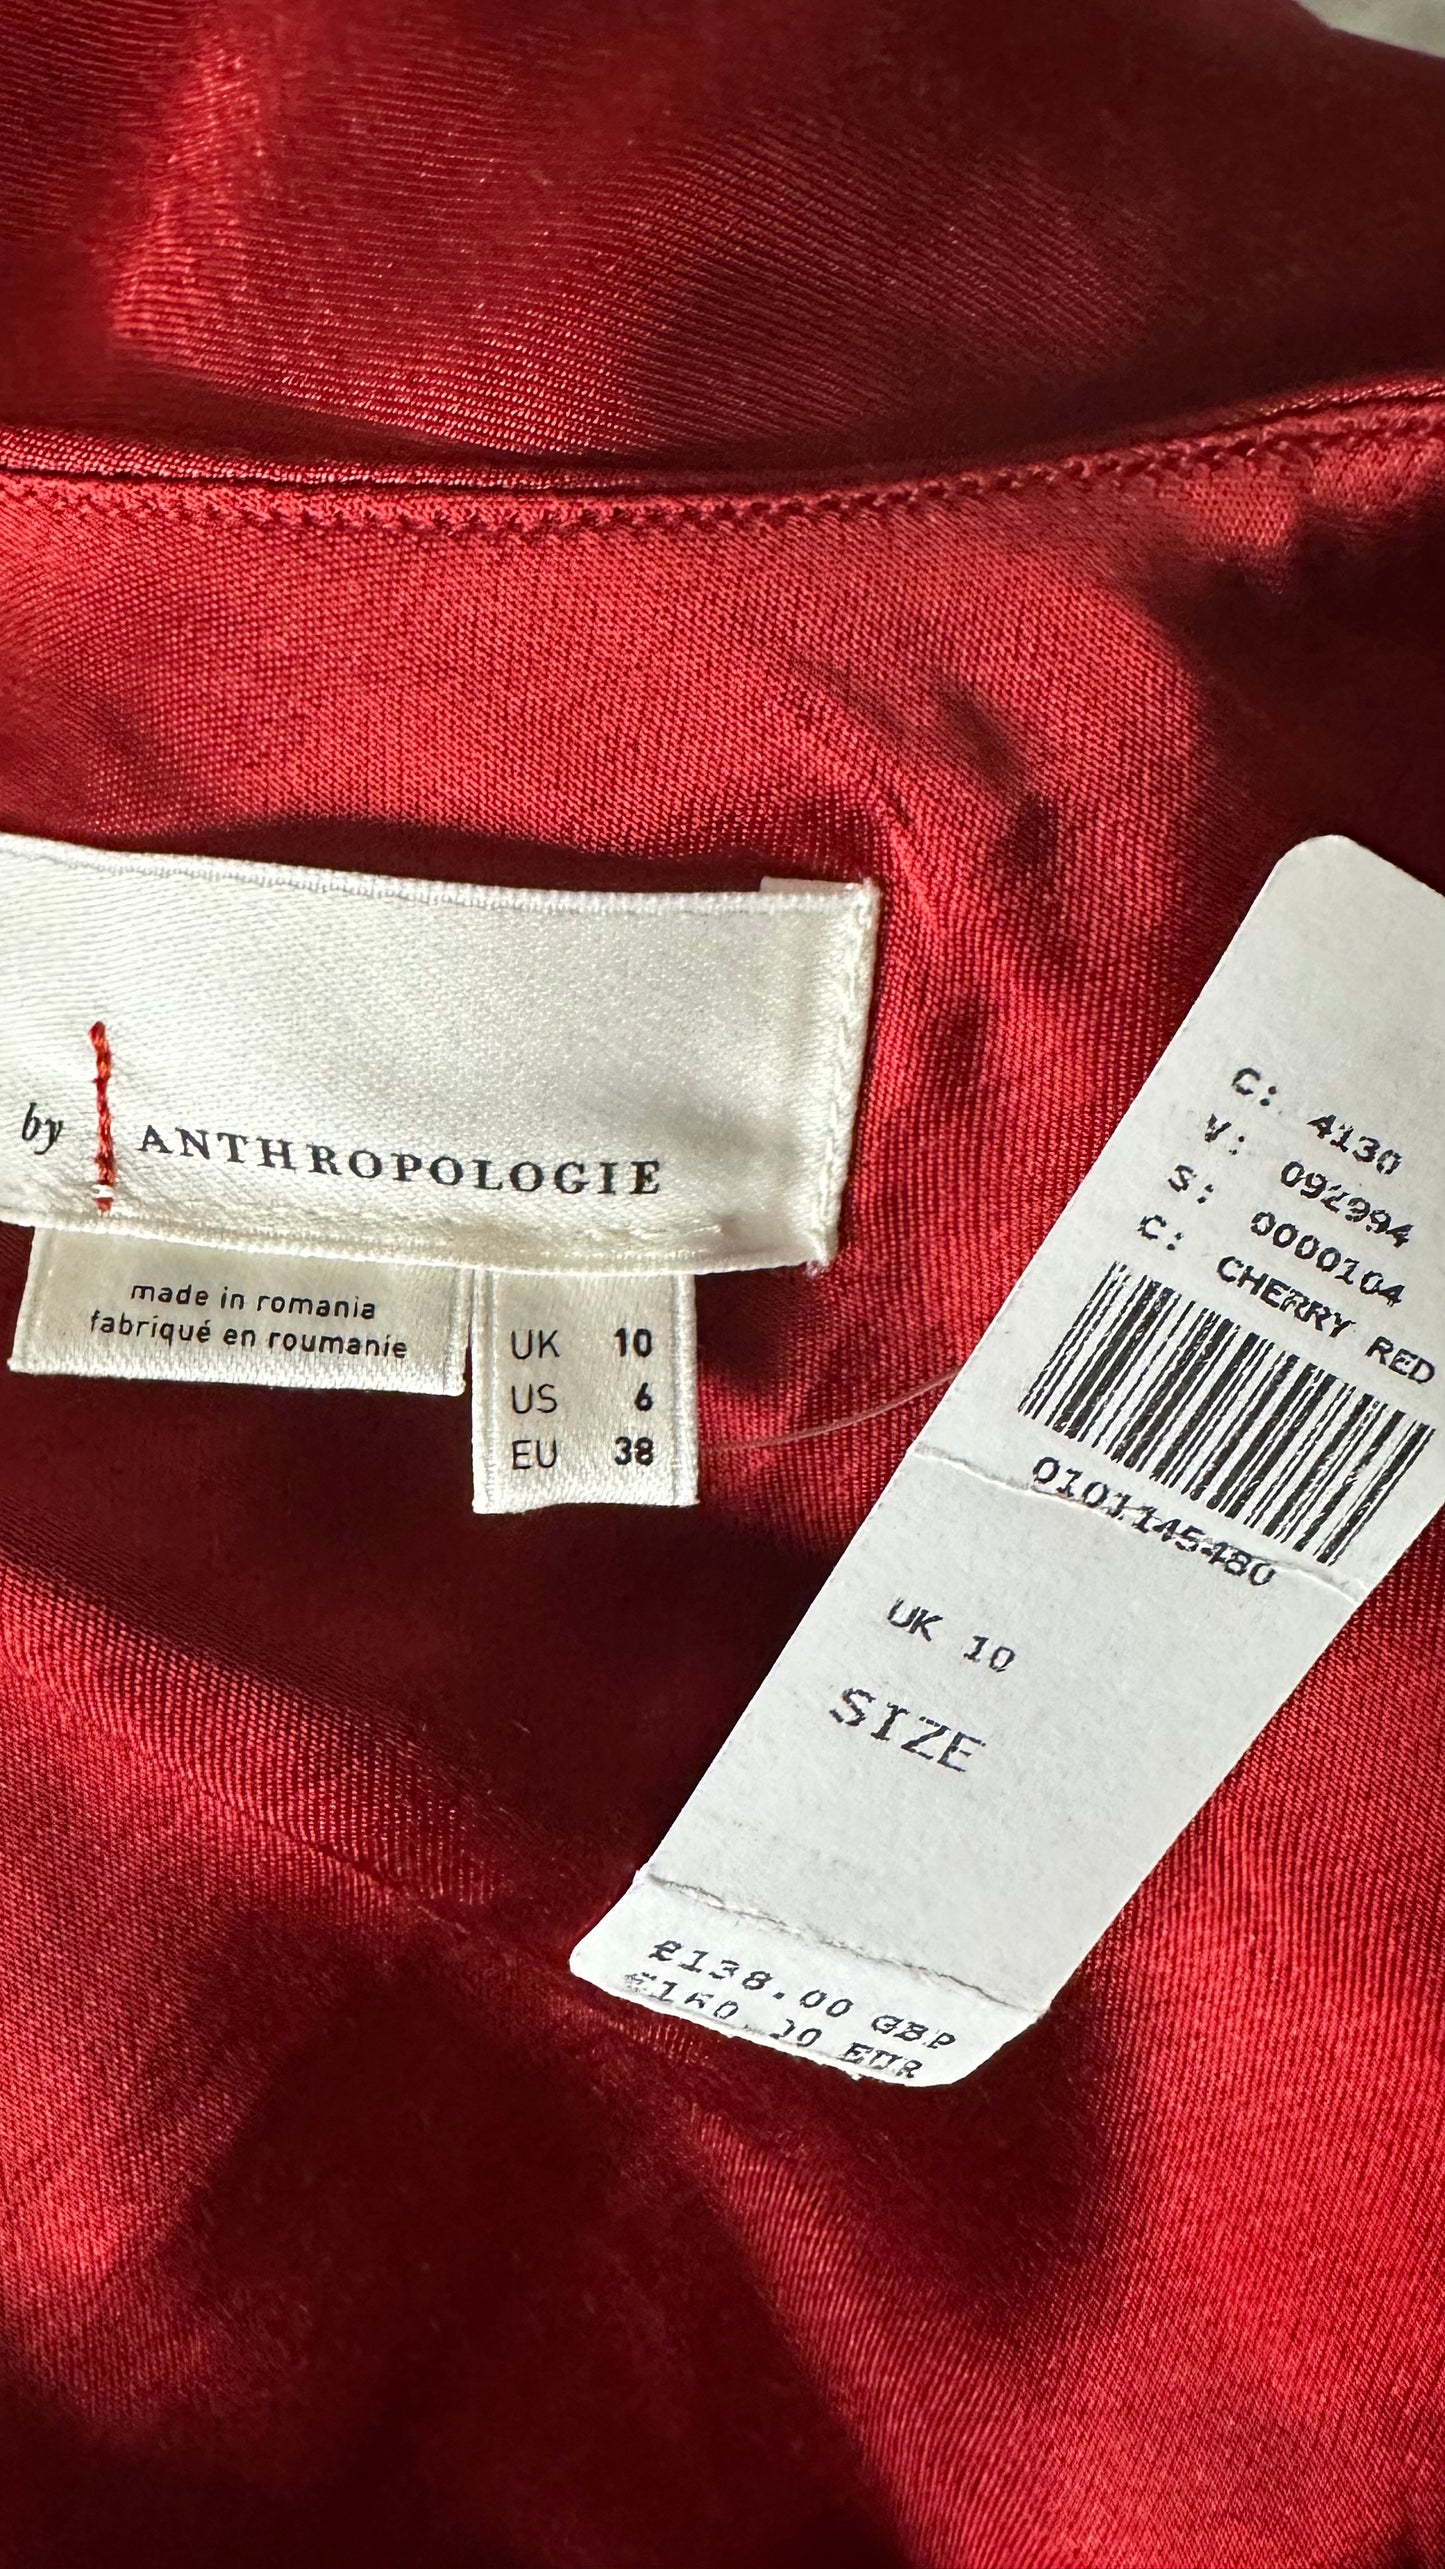 by ANTHROPOLOGIE
made in romania
fabriqué en roumanie
UK 10
US 6
EU 38
C: 4130
V: 092994
S: 0000104
C: CHERRY RED
0101145480
UK 10
SIZE
£138.00 GBP
EUR